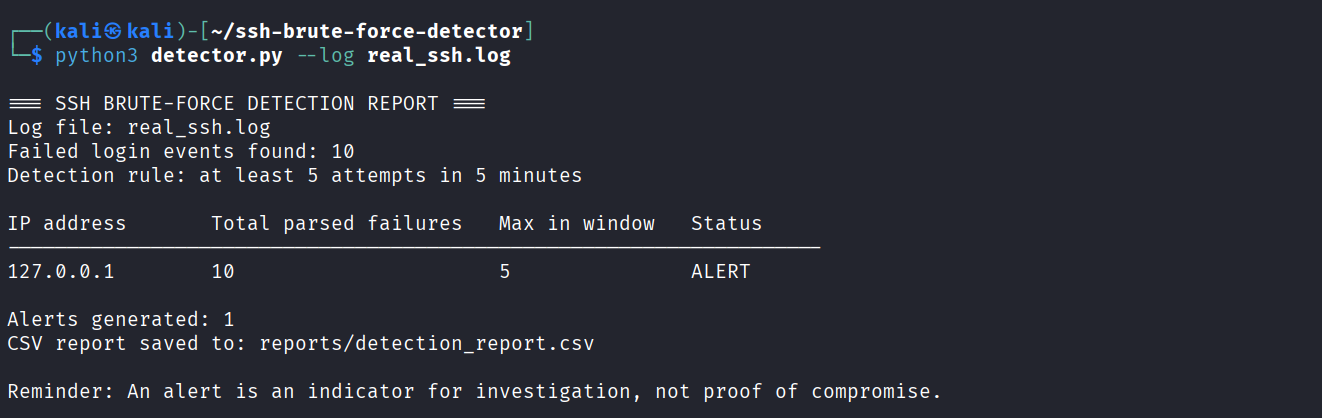 ┌──(kali㉿kali)-[~/ssh-brute-force-detector]
└─$ python3 detector.py --log real_ssh.log
=== SSH BRUTE-FORCE DETECTION REPORT ===
Log file: real_ssh.log
Failed login events found: 10
Detection rule: at least 5 attempts in 5 minutes
IP address Total parsed failures Max in window Status
----------------------------------------------------------------------
127.0.0.1 10 5 ALERT
Alerts generated: 1
CSV report saved to: reports/detection_report.csv
Reminder: An alert is an indicator for investigation, not proof of compromise.